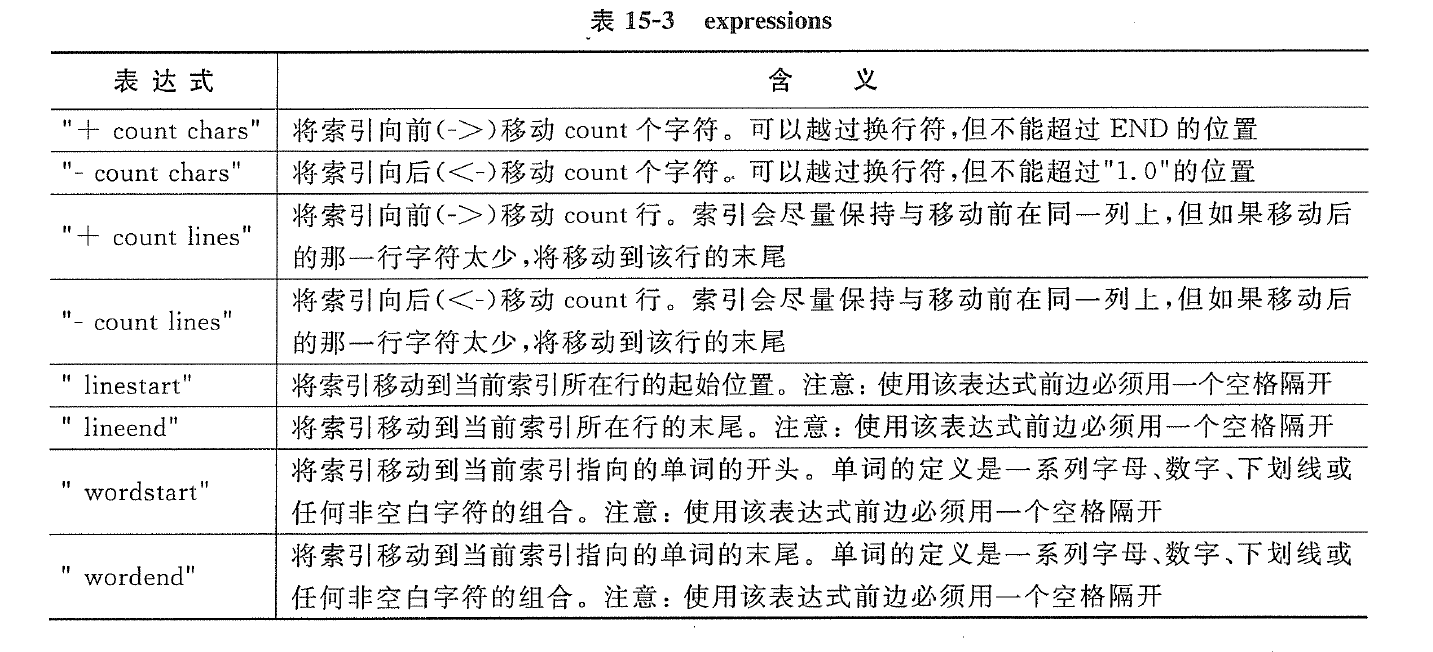 表 15-3 expressions
表 达 式 含 义
"+ count chars" 将索引向前(->)移动 count 个字符。可以越过换行符,但不能超过 END 的位置
"- count chars" 将索引向后(<-)移动 count 个字符。可以越过换行符,但不能超过"1.0"的位置
"+ count lines" 将索引向前(->)移动 count 行。索引会尽量保持与移动前在同一列上,但如果移动后
的那一行字符太少,将移动到该行的末尾
"- count lines" 将索引向后(<-)移动 count 行。索引会尽量保持与移动前在同一列上,但如果移动后
的那一行字符太少,将移动到该行的末尾
" linestart" 将索引移动到当前索引所在行的起始位置。注意：使用该表达式前边必须用一个空格隔开
" lineend" 将索引移动到当前索引所在行的末尾。注意：使用该表达式前边必须用一个空格隔开
" wordstart" 将索引移动到当前索引指向的单词的开头。单词的定义是一系列字母、数字、下划线或
任何非空白字符的组合。注意：使用该表达式前边必须用一个空格隔开
" wordend" 将索引移动到当前索引指向的单词的末尾。单词的定义是一系列字母、数字、下划线或
任何非空白字符的组合。注意：使用该表达式前边必须用一个空格隔开